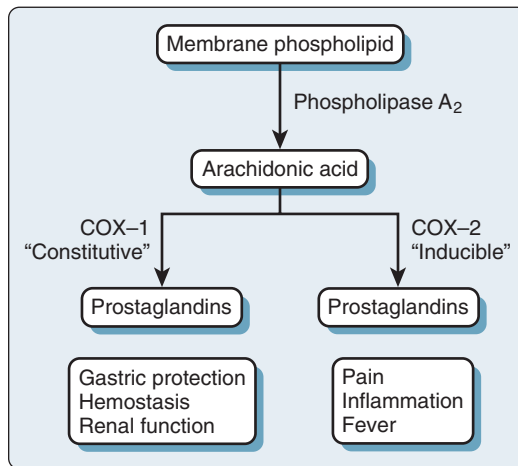 Membrane phospholipid
Phospholipase A₂
Arachidonic acid
COX–1
“Constitutive”
COX–2
“Inducible”
Prostaglandins
Prostaglandins
Gastric protection
Hemostasis
Renal function
Pain
Inflammation
Fever